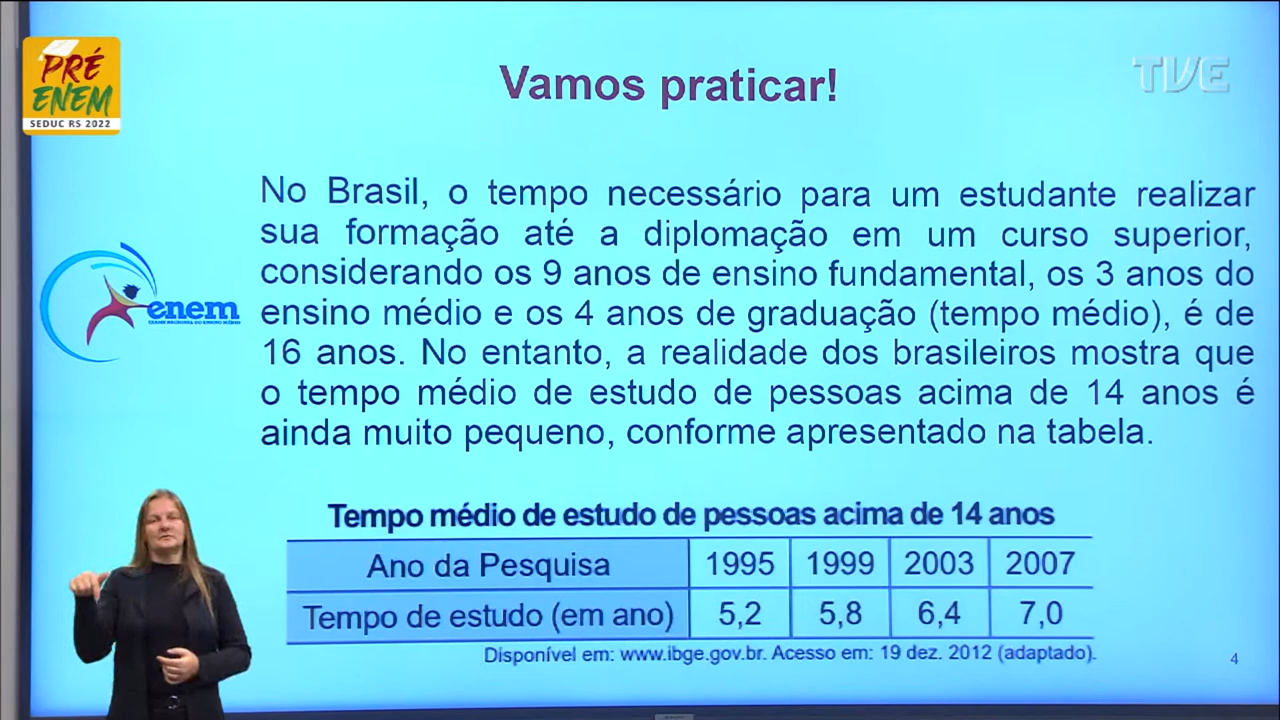 PRÉ
ENEM
SEDUC RS 2022
Vamos praticar!
TVE
No Brasil, o tempo necessário para um estudante realizar
sua formação até a diplomação em um curso superior,
considerando os 9 anos de ensino fundamental, os 3 anos do
ensino médio e os 4 anos de graduação (tempo médio), é de
16 anos. No entanto, a realidade dos brasileiros mostra que
o tempo médio de estudo de pessoas acima de 14 anos é
ainda muito pequeno, conforme apresentado na tabela.
enem
EXAME NACIONAL DO ENSINO MÉDIO
Tempo médio de estudo de pessoas acima de 14 anos
Ano da Pesquisa 1995 1999 2003 2007
Tempo de estudo (em ano) 5,2 5,8 6,4 7,0
Disponível em: www.ibge.gov.br. Acesso em: 19 dez. 2012 (adaptado).
4